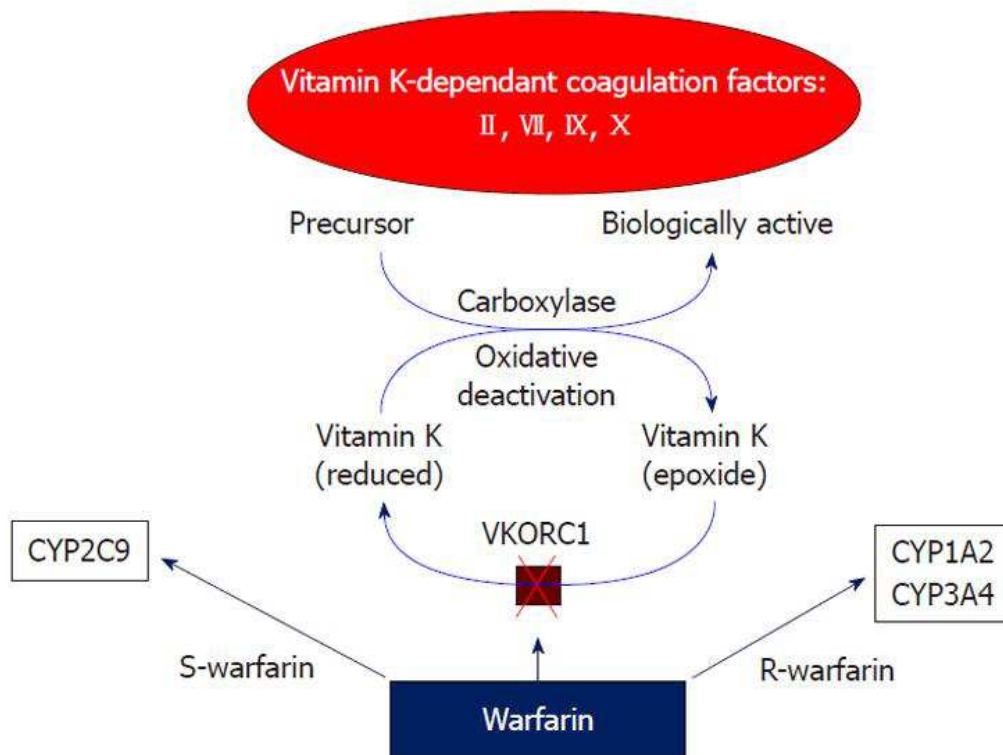 Vitamin K-dependant coagulation factors:
Ⅱ, Ⅶ, Ⅸ, Ⅹ
Precursor
Biologically active
Carboxylase
Oxidative
deactivation
Vitamin K
(reduced)
Vitamin K
(epoxide)
VKORC1
CYP2C9
CYP1A2
CYP3A4
S-warfarin
R-warfarin
Warfarin